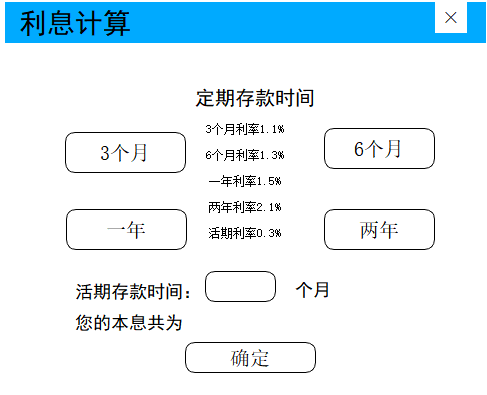 利息计算
定期存款时间
3个月利率1.1%
3个月
6个月
6个月利率1.3%
一年利率1.5%
两年利率2.1%
一年
两年
活期利率0.3%
活期存款时间：
个月
您的本息共为
确定